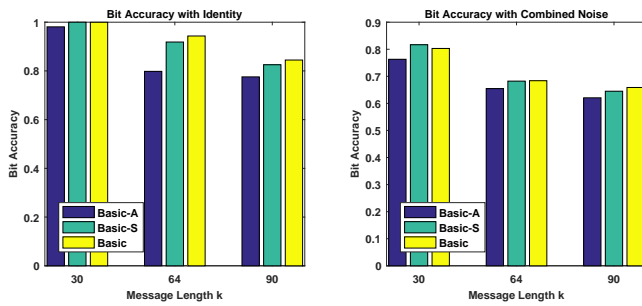 Bit Accuracy with Identity
1
0.8
0.6
0.4
0.2
0
Bit Accuracy
Basic-A
Basic-S
Basic
30 64 90
Message Length k
Bit Accuracy with Combined Noise
0.9
0.8
0.7
0.6
0.5
0.4
0.3
0.2
0.1
0
Bit Accuracy
Basic-A
Basic-S
Basic
30 64 90
Message Length k